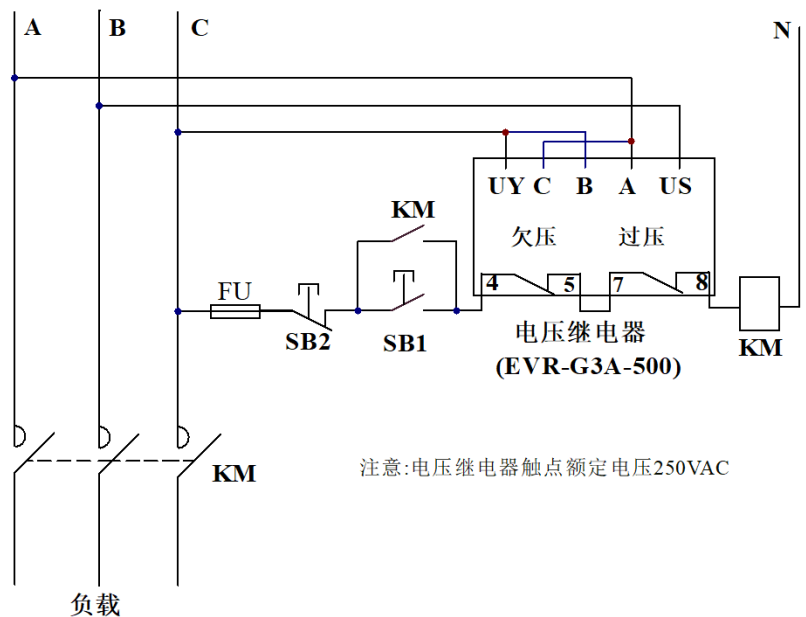 A B C N
UY C B A US
KM
欠压 过压
4 5 7 8
FU
SB2 SB1
电压继电器
(EVR-G3A-500)
KM
注意:电压继电器触点额定电压250VAC
KM
负载